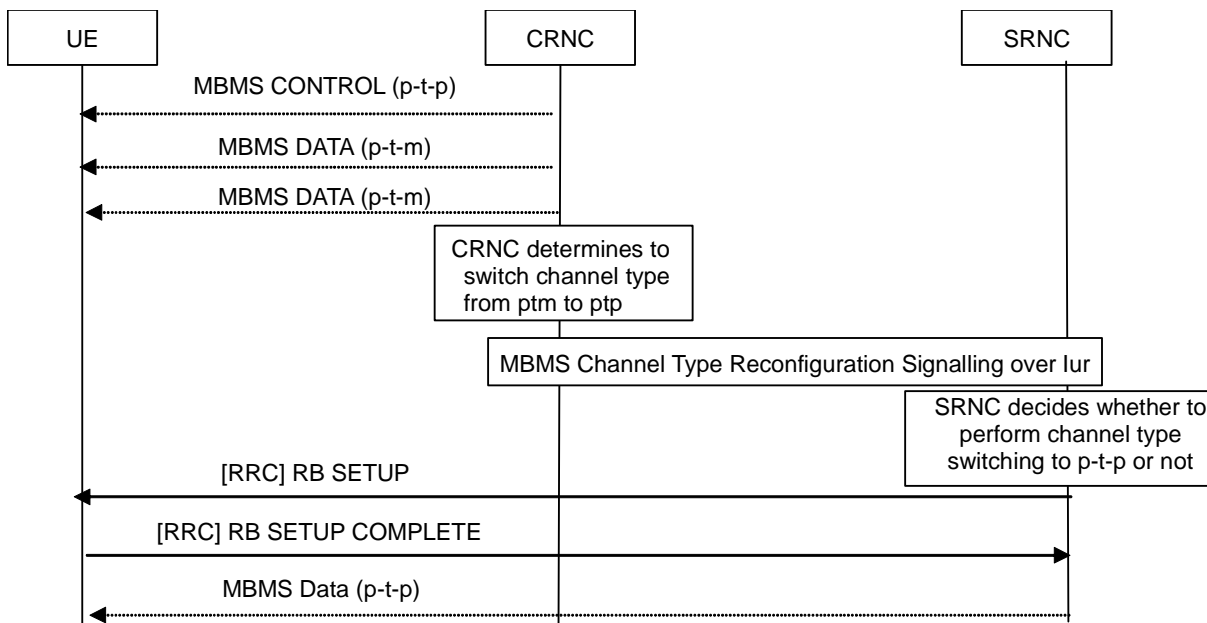 UE
CRNC
SRNC
MBMS CONTROL (p-t-p)
MBMS DATA (p-t-m)
MBMS DATA (p-t-m)
CRNC determines to
switch channel type
from ptm to ptp
MBMS Channel Type Reconfiguration Signalling over Iur
SRNC decides whether to
perform channel type
switching to p-t-p or not
[RRC] RB SETUP
[RRC] RB SETUP COMPLETE
MBMS Data (p-t-p)